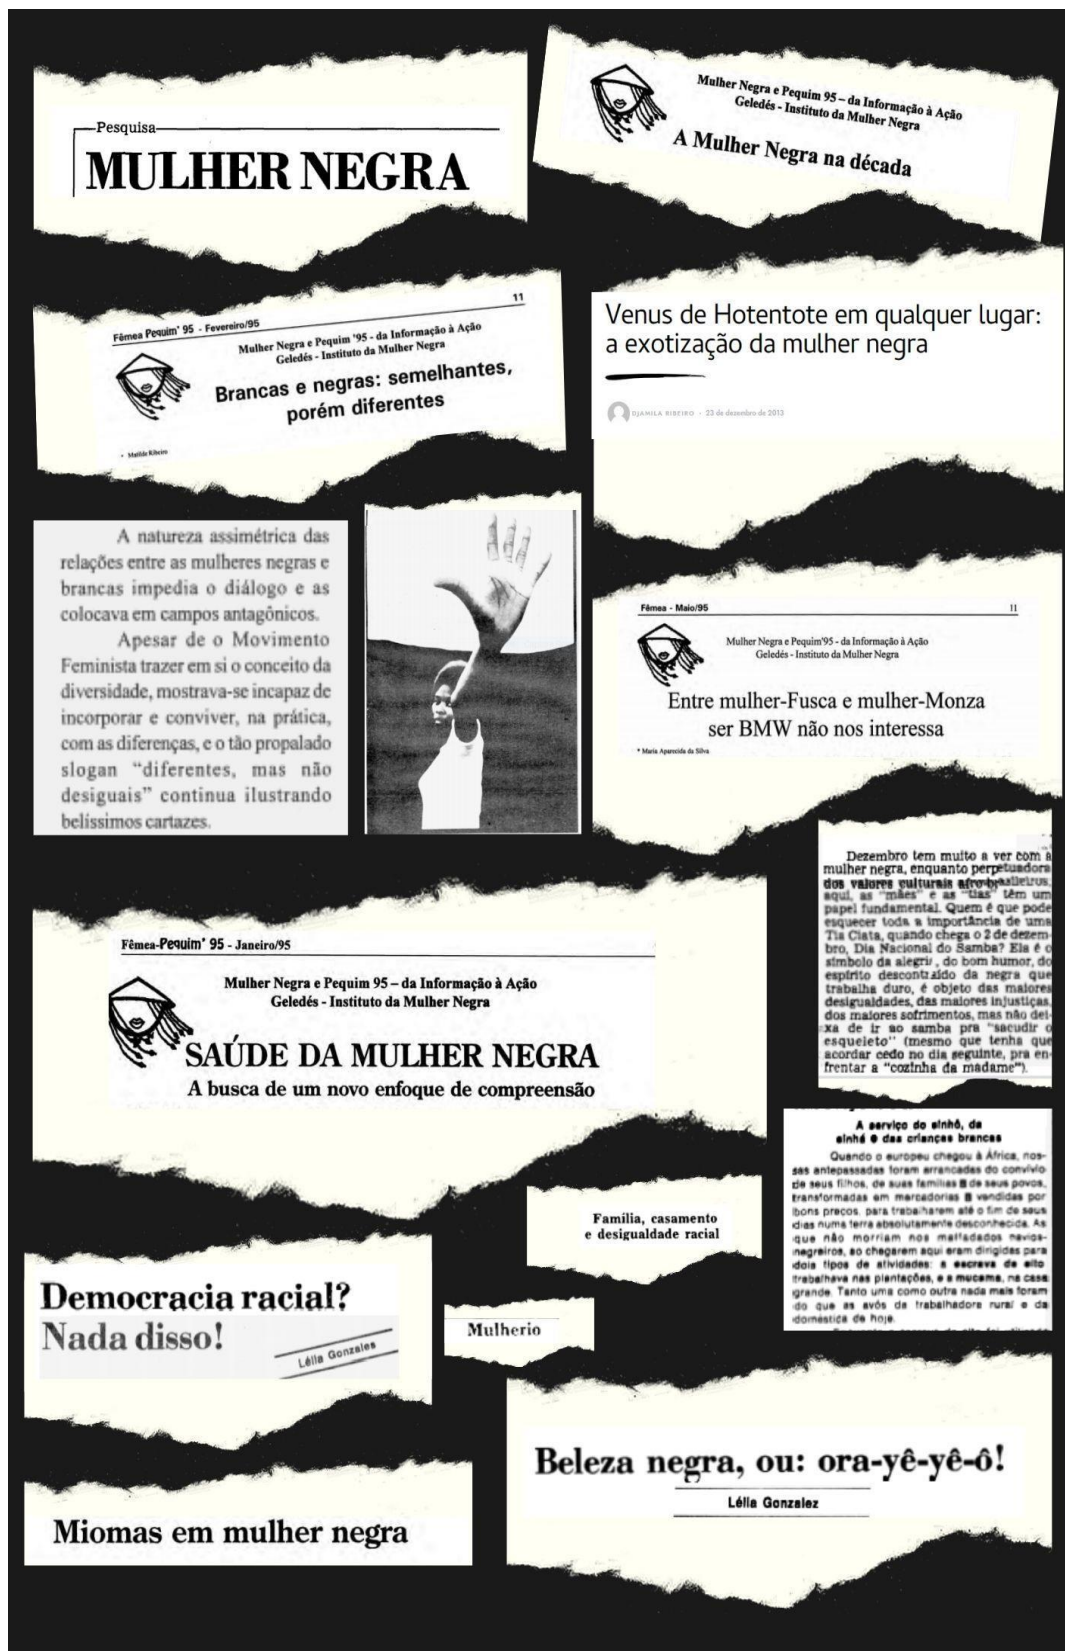 Pesquisa
MULHER NEGRA
Mulher Negra e Pequim 95 – da Informação à Ação
Geledés - Instituto da Mulher Negra
A Mulher Negra na década
11
Fêmea Pequim' 95 - Fevereiro/95
Mulher Negra e Pequim '95 - da Informação à Ação
Geledés - Instituto da Mulher Negra
Brancas e negras: semelhantes,
porém diferentes
* Matilde Ribeiro
Venus de Hotentote em qualquer lugar:
a exotização da mulher negra
DJAMILA RIBEIRO - 23 de dezembro de 2013
A natureza assimétrica das
relações entre as mulheres negras e
brancas impedia o diálogo e as
colocava em campos antagônicos.
Apesar de o Movimento
Feminista trazer em si o conceito da
diversidade, mostrava-se incapaz de
incorporar e conviver, na prática,
com as diferenças, e o tão propalado
slogan “diferentes, mas não
desiguais” continua ilustrando
belíssimos cartazes.
Fêmea - Maio/95 11
Mulher Negra e Pequim'95 - da Informação à Ação
Geledés - Instituto da Mulher Negra
Entre mulher-Fusca e mulher-Monza
ser BMW não nos interessa
* Maria Aparecida da Silva
Dezembro tem muito a ver com a
mulher negra, enquanto perpetuadora
dos valores culturais afro-brasileiros,
aqui, as “mães” e as “tias” têm um
papel fundamental. Quem é que pode
esquecer toda a importância de uma
Tia Ciata, quando chega o 2 de dezem-
bro, Dia Nacional do Samba? Ela é o
símbolo da alegria, do bom humor, do
espírito descontraído da negra que
trabalha duro, é objeto das maiores
desigualdades, das maiores injustiças,
dos maiores sofrimentos, mas não dei-
xa de ir ao samba pra “sacudir o
esqueleto” (mesmo que tenha que
acordar cedo no dia seguinte, pra en-
frentar a “cozinha da madame”).
Fêmea-Pequim' 95 - Janeiro/95
Mulher Negra e Pequim 95 – da Informação à Ação
Geledés - Instituto da Mulher Negra
SAÚDE DA MULHER NEGRA
A busca de um novo enfoque de compreensão
A serviço do sinhô, da
sinhá e das crianças brancas
Quando o europeu chegou à África, nos-
sas antepassadas foram arrancadas do convívio
de seus filhos, de suas famílias e de seus povos,
transformadas em mercadorias e vendidas por
bons preços, para trabalharem até o fim de seus
dias numa terra absolutamente desconhecida. As
que não morriam nos malfadados navios-
negreiros, ao chegarem aqui eram dirigidas para
dois tipos de atividades: a escrava de eito
trabalhava nas plantações, e a mucama, na casa
grande. Tanto uma como outra nada mais foram
do que as avós da trabalhadora rural e da
doméstica de hoje.
Família, casamento
e desigualdade racial
Democracia racial?
Nada disso!
Lélia Gonzales
Mulherio
Beleza negra, ou: ora-yê-yê-ô!
Lélia Gonzalez
Miomas em mulher negra